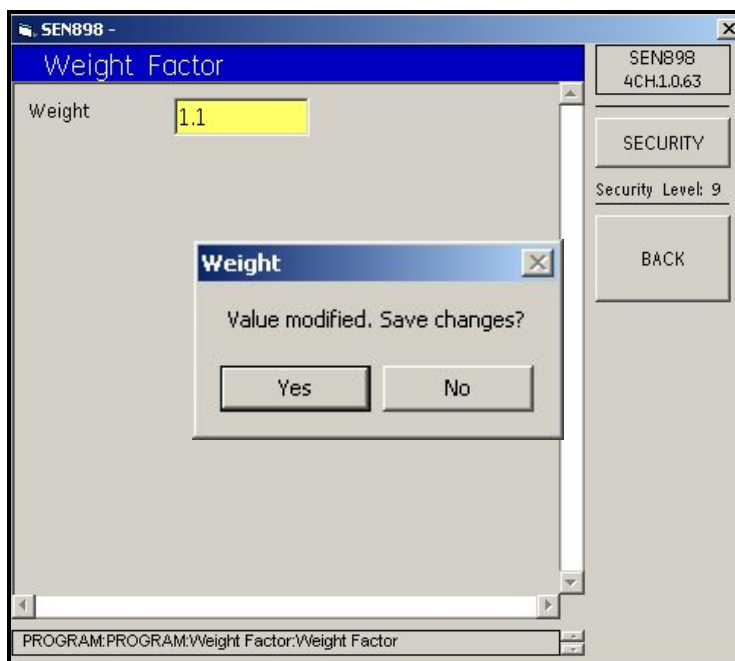 SEN898 -
Weight Factor
SEN898
4CH.1.0.63
Weight
1.1
SECURITY
Security Level: 9
BACK
Weight
Value modified. Save changes?
Yes
No
PROGRAM:PROGRAM:Weight Factor:Weight Factor